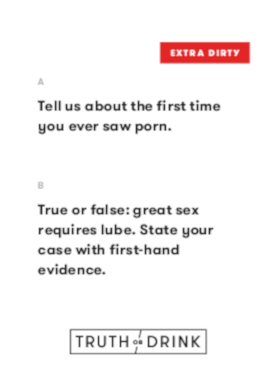 EXTRA DIRTY
A
Tell us about the first time
you ever saw porn.
B
True or false: great sex
requires lube. State your
case with first-hand
evidence.
TRUTH OR DRINK